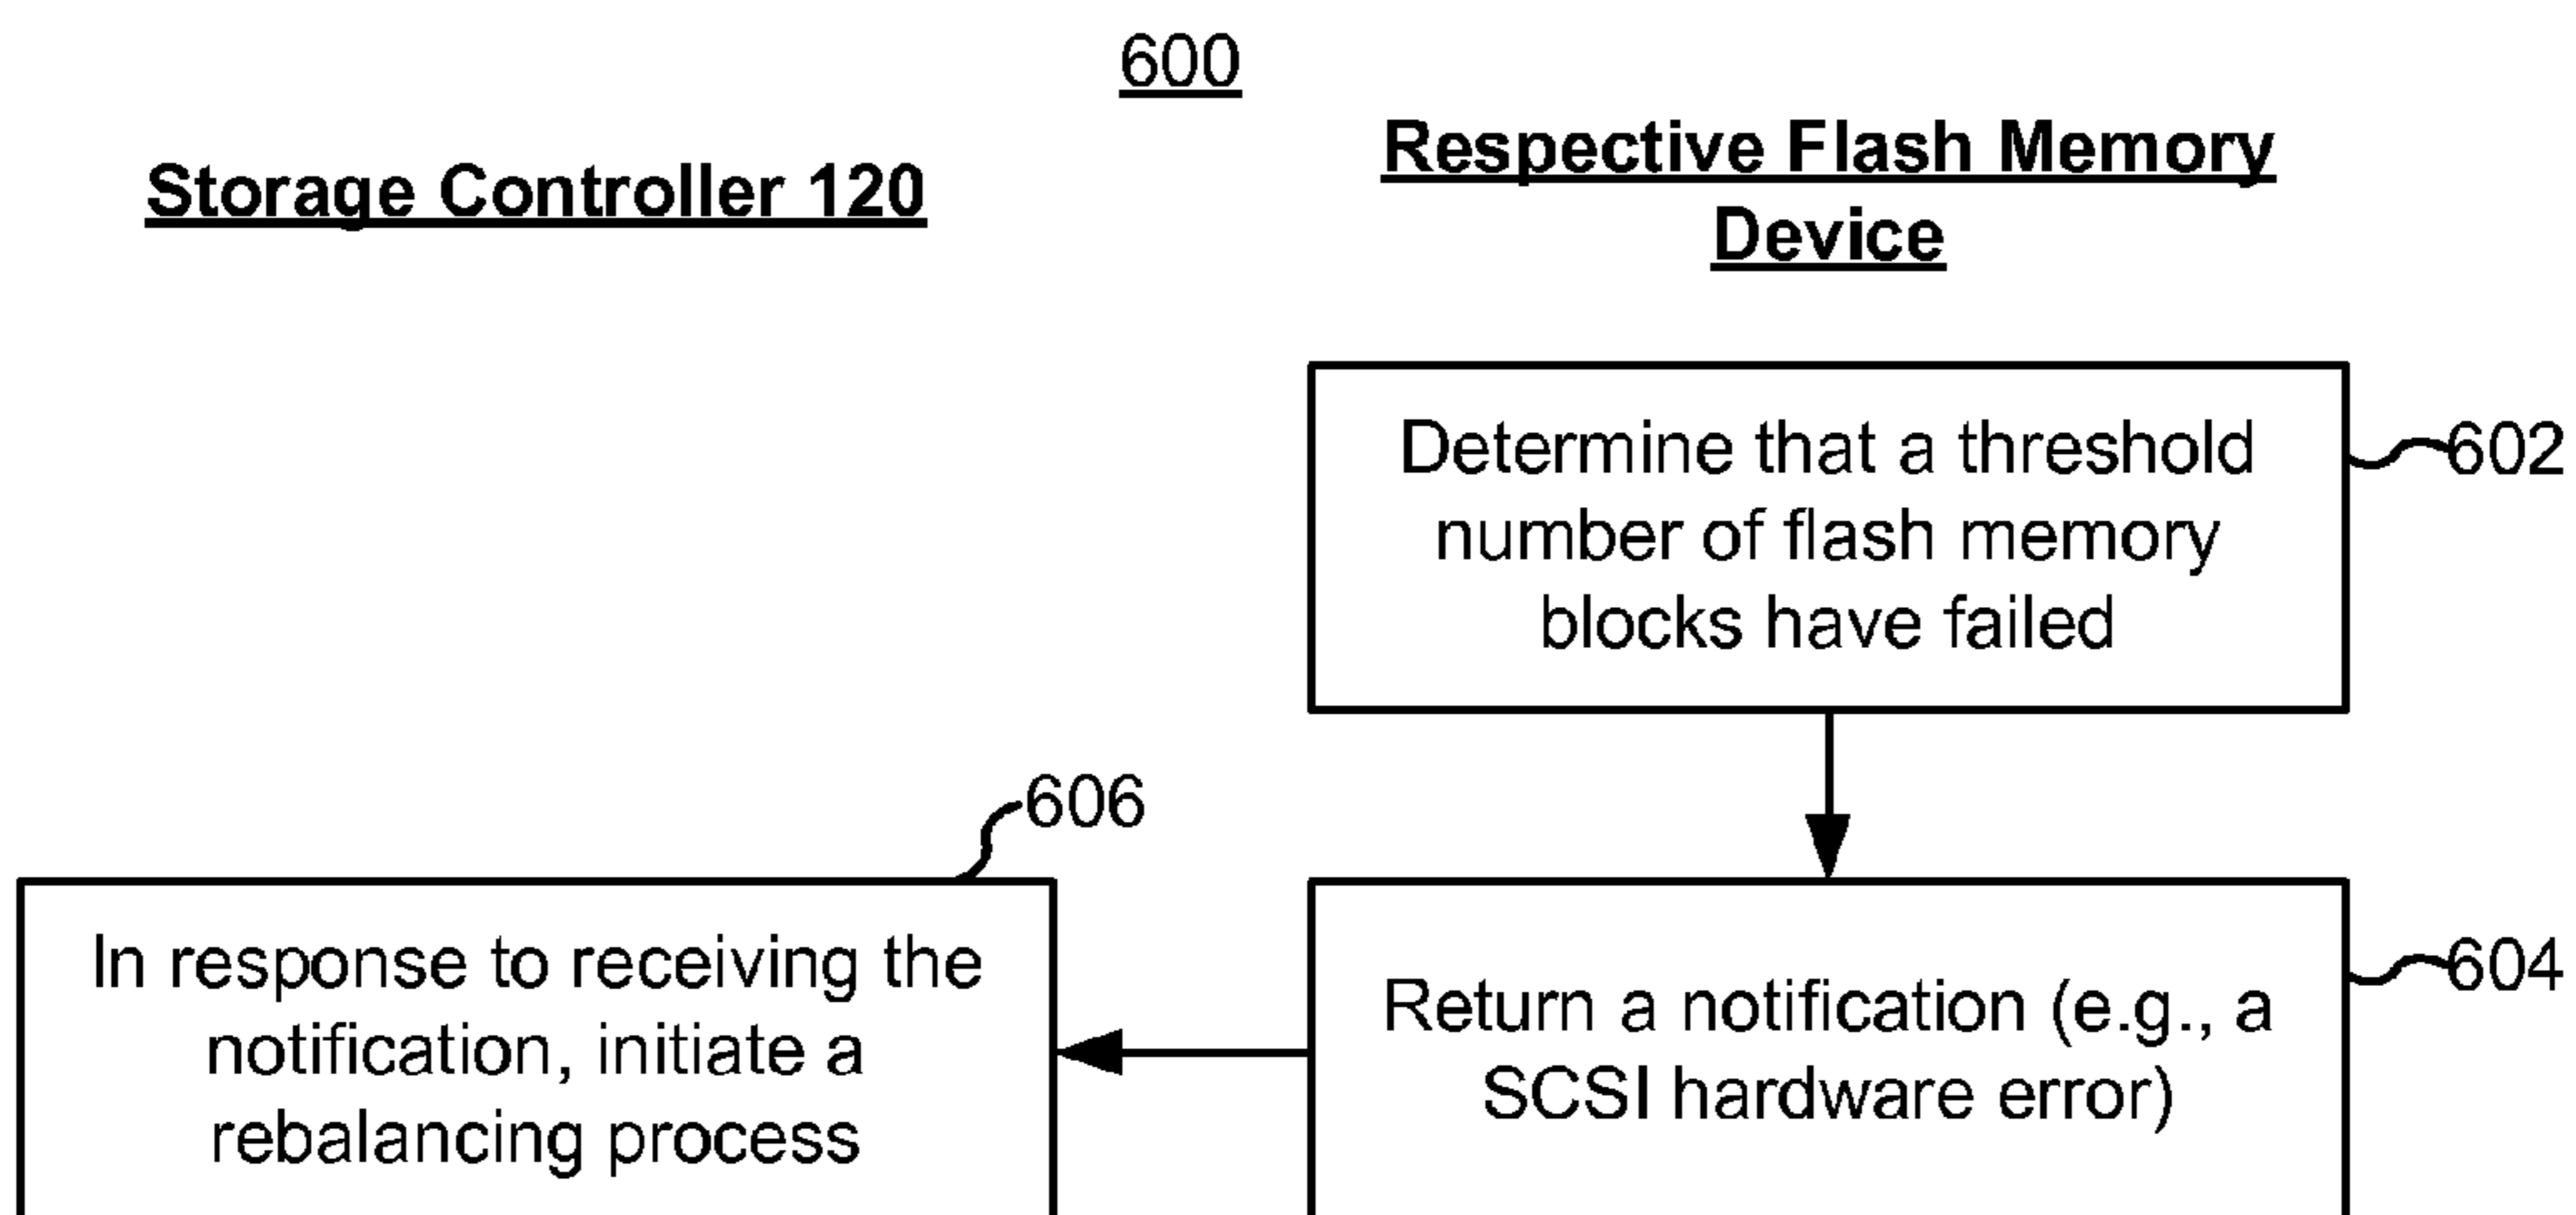 600
Storage Controller 120
Respective Flash Memory
Device
Determine that a threshold
number of flash memory
blocks have failed
602
606
In response to receiving the
notification, initiate a
rebalancing process
Return a notification (e.g., a
SCSI hardware error)
604